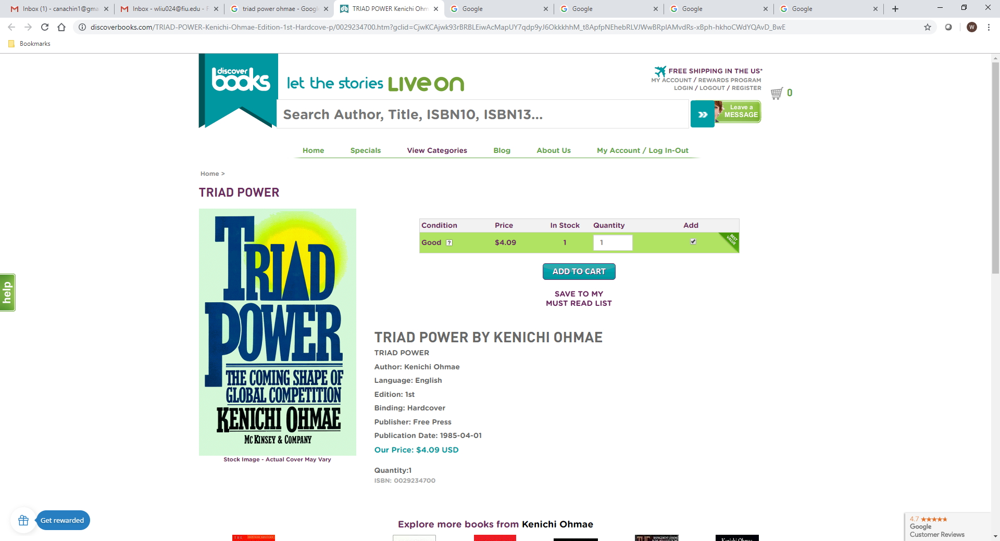 Inbox (1) - canachin1@gma
Inbox - wliu024@fiu.edu - F
triad power ohmae - Googl
TRIAD POWER Kenichi Ohm
Google
Google
Google
Google
discoverbooks.com/TRIAD-POWER-Kenichi-Ohmae-Edition-1st-Hardcove-p/0029234700.htm?gclid=CjwKCAjwk93rBRBLEiwAcMapUY7qdp9yJ6OkkkhhM_t8ApfpNEhebRLVJWwBRplAMvdRs-xBph-hkhoCWdYQAvD_BwE
W
Bookmarks
discover
books
let the stories LIVE on
FREE SHIPPING IN THE US*
MY ACCOUNT / REWARDS PROGRAM
LOGIN / LOGOUT / REGISTER
0
Search Author, Title, ISBN10, ISBN13...
Leave a
MESSAGE
Home
Specials
View Categories
Blog
About Us
My Account / Log In-Out
Home >
TRIAD POWER
TRIAD
POWER
THE COMING SHAPE OF
GLOBAL COMPETITION
KENICHI OHMAE
MCKINSEY & COMPANY
Stock Image - Actual Cover May Vary
Condition Price In Stock Quantity Add
Good ? $4.09 1 1
BEST
VALUE
ADD TO CART
SAVE TO MY
MUST READ LIST
TRIAD POWER BY KENICHI OHMAE
TRIAD POWER
Author: Kenichi Ohmae
Language: English
Edition: 1st
Binding: Hardcover
Publisher: Free Press
Publication Date: 1985-04-01
Our Price: $4.09 USD
Quantity:1
ISBN: 0029234700
help
Get rewarded
Explore more books from Kenichi Ohmae
THE
THE
MANAGEMENT LESSONS
Kenichi Ohmae
4.7
Google
Customer Reviews